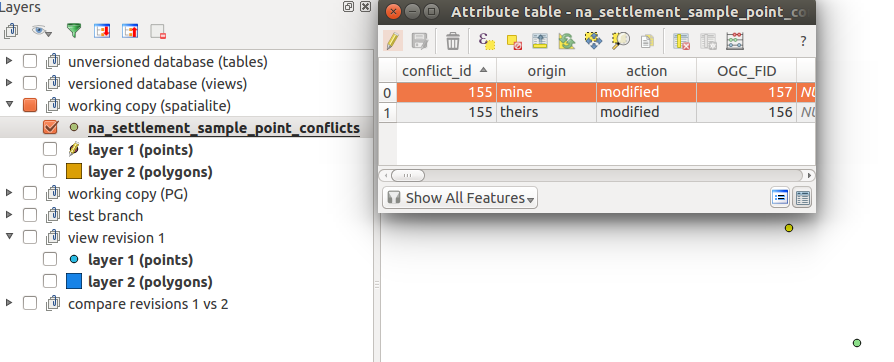 Layers
unversioned database (tables)
versioned database (views)
working copy (spatialite)
na_settlement_sample_point_conflicts
layer 1 (points)
layer 2 (polygons)
working copy (PG)
test branch
view revision 1
layer 1 (points)
layer 2 (polygons)
compare revisions 1 vs 2
Attribute table - na_settlement_sample_point_co
ε
?
conflict_id origin action OGC_FID
0 155 mine modified 157 NU
1 155 theirs modified 156 NU
Show All Features